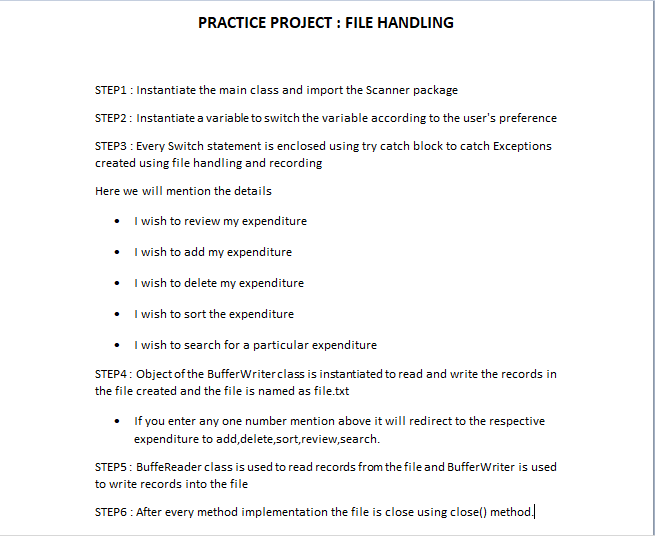 PRACTICE PROJECT : FILE HANDLING
STEP1 : Instantiate the main class and import the Scanner package
STEP2 : Instantiate a variable to switch the variable according to the user's preference
STEP3 : Every Switch statement is enclosed using try catch block to catch Exceptions
created using file handling and recording
Here we will mention the details
• I wish to review my expenditure
• I wish to add my expenditure
• I wish to delete my expenditure
• I wish to sort the expenditure
• I wish to search for a particular expenditure
STEP4 : Object of the BufferWriter class is instantiated to read and write the records in
the file created and the file is named as file.txt
• If you enter any one number mention above it will redirect to the respective
expenditure to add,delete,sort,review,search.
STEP5 : BuffeReader class is used to read records from the file and BufferWriter is used
to write records into the file
STEP6 : After every method implementation the file is close using close() method.